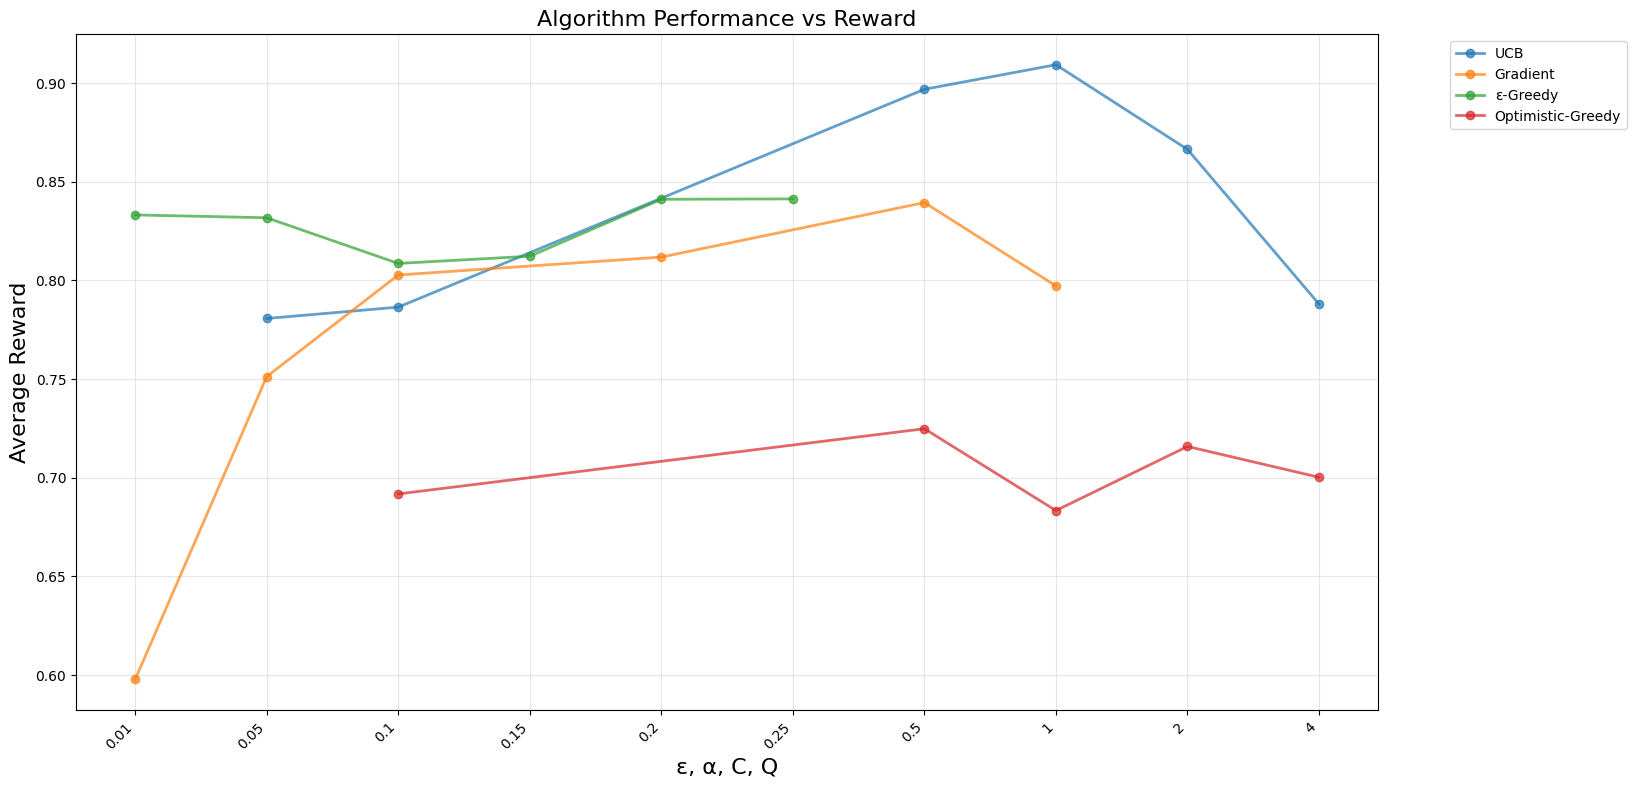 Algorithm Performance vs Reward
UCB
Gradient
ε-Greedy
Optimistic-Greedy
Average Reward
0.90
0.85
0.80
0.75
0.70
0.65
0.60
0.01
0.05
0.1
0.15
0.2
0.25
0.5
1
2
4
ε, α, C, Q